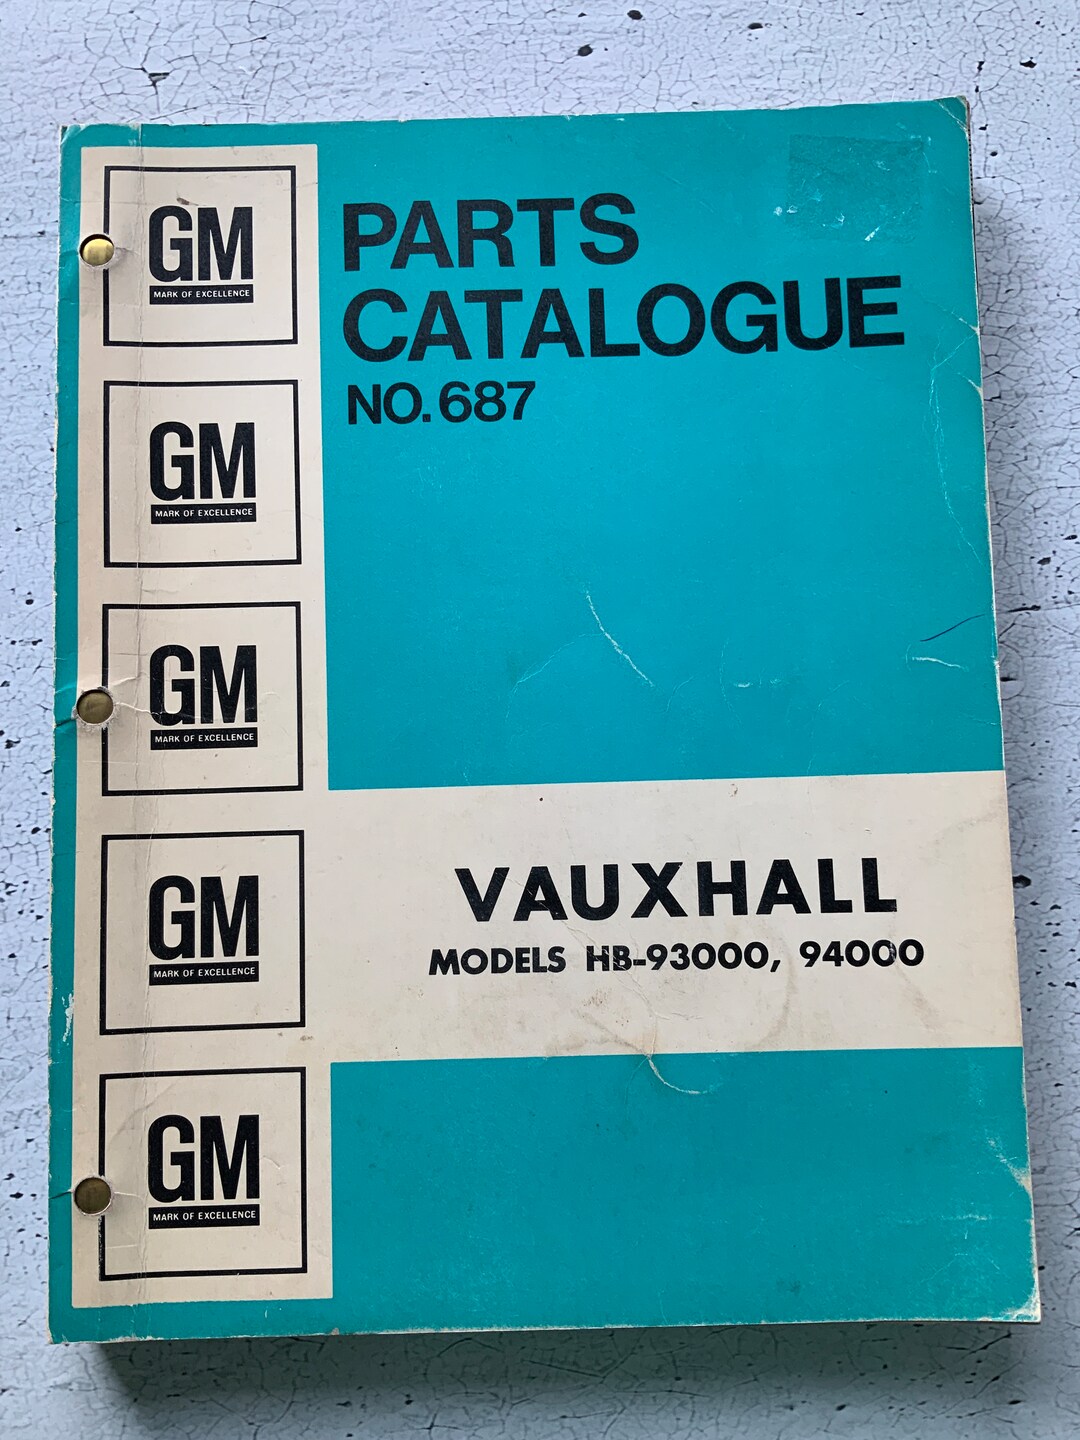 GM
MARK OF EXCELLENCE
GM
MARK OF EXCELLENCE
GM
MARK OF EXCELLENCE
GM
MARK OF EXCELLENCE
GM
MARK OF EXCELLENCE
PARTS
CATALOGUE
NO. 687
VAUXHALL
MODELS HB-93000, 94000